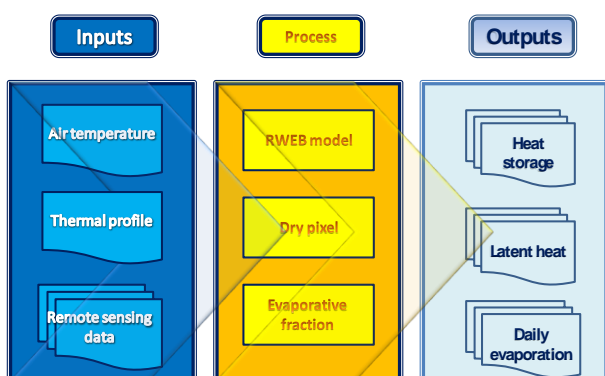 Inputs
Process
Outputs
Air temperature
Thermal profile
Remote sensing
data
RWEB model
Dry pixel
Evaporative
fraction
Heat
storage
Latent heat
Daily
evaporation